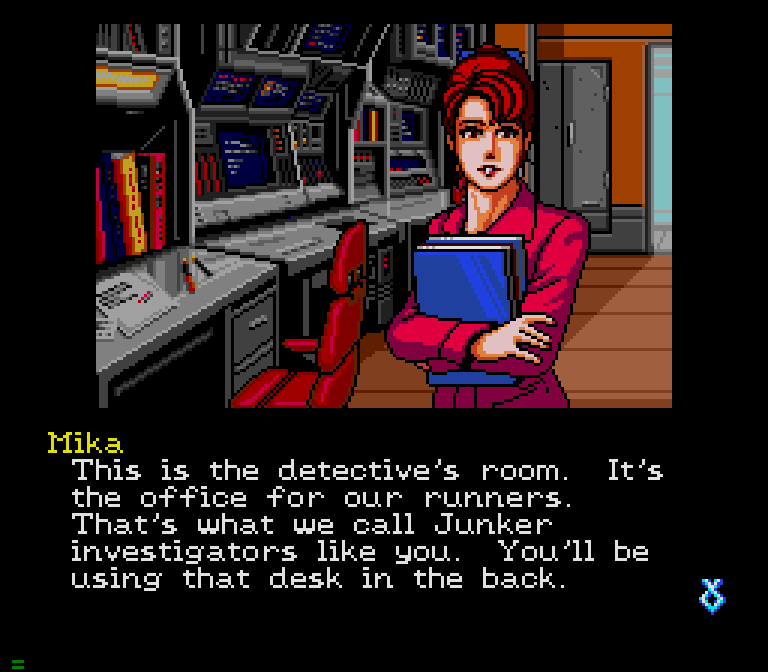 Mika
This is the detective's room.  It's
the office for our runners.
That's what we call Junker
investigators like you.  You'll be
using that desk in the back.
=